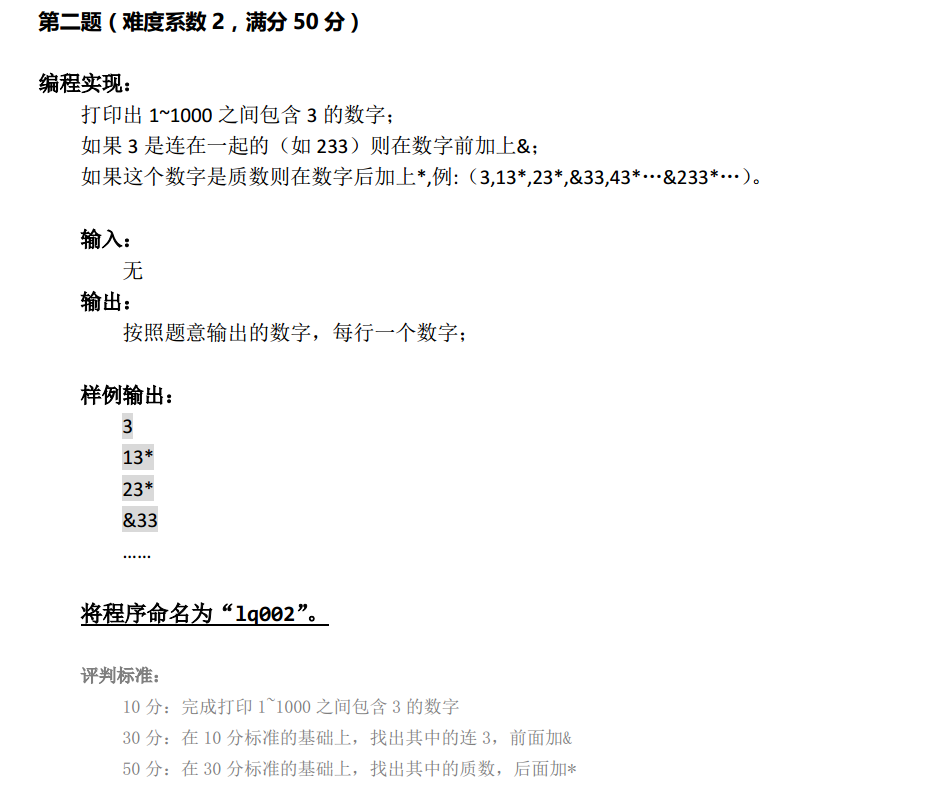 第二题（难度系数 2，满分 50 分）
编程实现：
打印出 1~1000 之间包含 3 的数字；
如果 3 是连在一起的（如 233）则在数字前加上&；
如果这个数字是质数则在数字后加上*,例:（3,13*,23*,&33,43*…&233*…）。
输入：
无
输出：
按照题意输出的数字，每行一个数字；
样例输出：
3
13*
23*
&33
……
将程序命名为“lq002”。
评判标准：
10 分：完成打印 1~1000 之间包含 3 的数字
30 分：在 10 分标准的基础上，找出其中的连 3，前面加&
50 分：在 30 分标准的基础上，找出其中的质数，后面加*